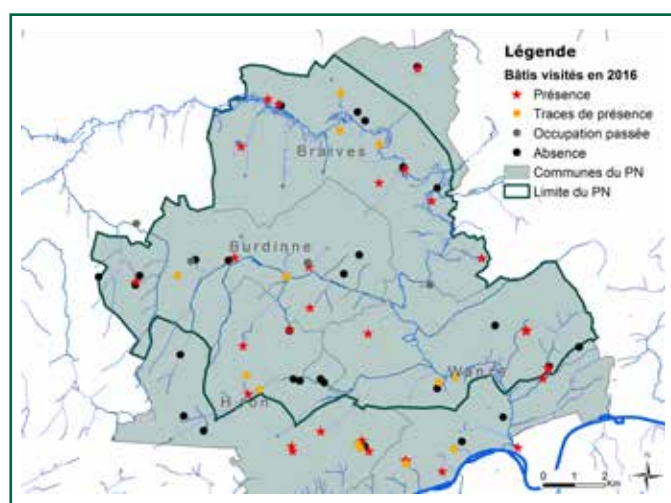 Légende
Bâtis visités en 2016
Présence
Traces de présence
Occupation passée
Absence
Communes du PN
Limite du PN
Braives
Burdinne
Wanze
Héron
0 1 2
Km
N